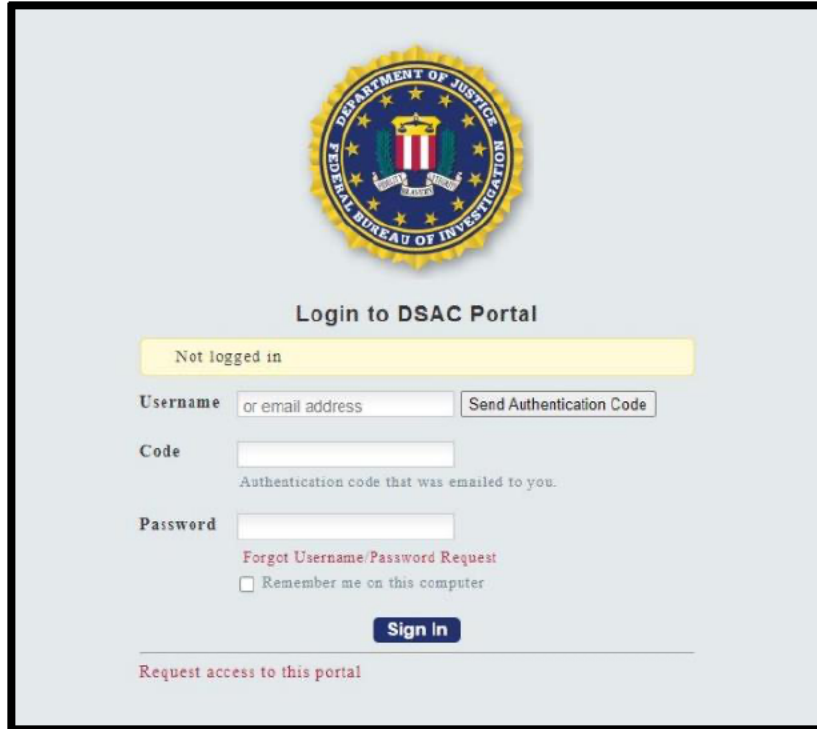 DEPARTMENT OF JUSTICE
FEDERAL BUREAU OF INVESTIGATION
FIDELITY BRAVERY INTEGRITY
Login to DSAC Portal
Not logged in
Username or email address Send Authentication Code
Code
Authentication code that was emailed to you.
Password
Forgot Username/Password Request
Remember me on this computer
Sign In
Request access to this portal